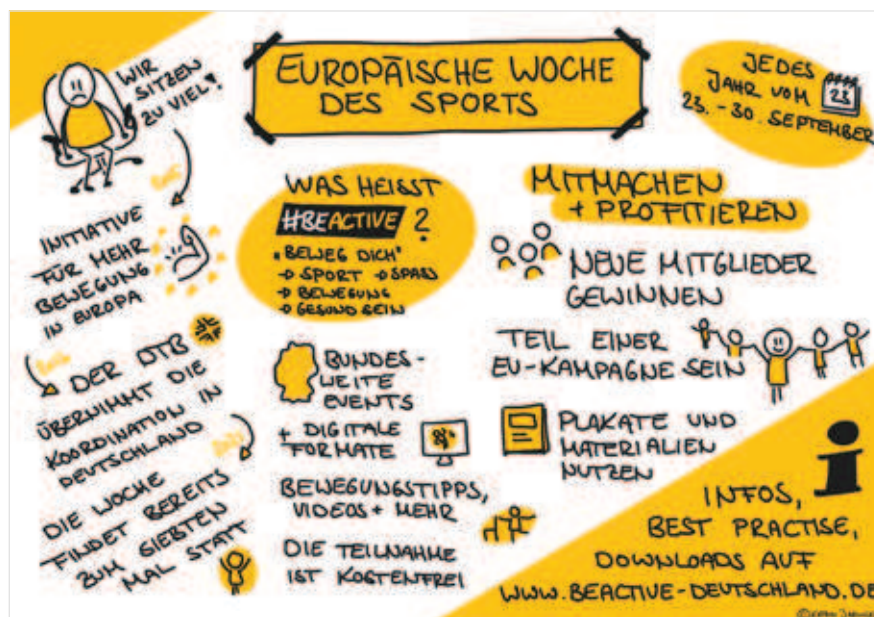 EUROPÄISCHE WOCHE
DES SPORTS
JEDES
JAHR VOM
23
23. - 30. SEPTEMBER
WIR
SITZEN
ZU VIEL!
INITIATIVE
FÜR MEHR
BEWEGUNG
IN EUROPA
DER DTB
ÜBERNIMMT DIE
KOORDINATION IN
DEUTSCHLAND
DIE WOCHE
FINDET BEREITS
ZUM SIEBTEN
MAL STATT
WAS HEISST
#BEACTIVE ?
„BEWEG DICH"
→ SPORT → SPASS
→ BEWEGUNG
→ GESUND SEIN
BUNDES-
WEITE
EVENTS
+ DIGITALE
FORMATE
BEWEGUNGSTIPPS,
VIDEOS + MEHR
DIE TEILNAHME
IST KOSTENFREI
MITMACHEN
+ PROFITIEREN
NEUE MITGLIEDER
GEWINNEN
TEIL EINER
EU-KAMPAGNE SEIN
PLAKATE UND
MATERIALIEN
NUTZEN
i
INFOS,
BEST PRACTISE,
DOWNLOADS AUF
WWW.BEACTIVE-DEUTSCHLAND.DE